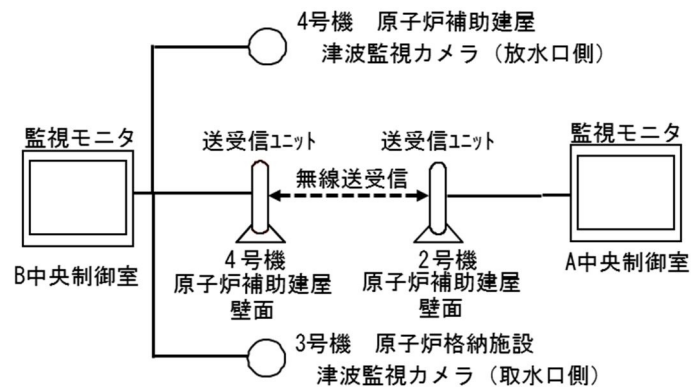 4号機　原子炉補助建屋
津波監視カメラ（放水口側）
監視モニタ
送受信ﾕﾆｯﾄ
送受信ﾕﾆｯﾄ
監視モニタ
無線送受信
B中央制御室
4号機
原子炉補助建屋
壁面
2号機
原子炉補助建屋
壁面
A中央制御室
3号機　原子炉格納施設
津波監視カメラ（取水口側）